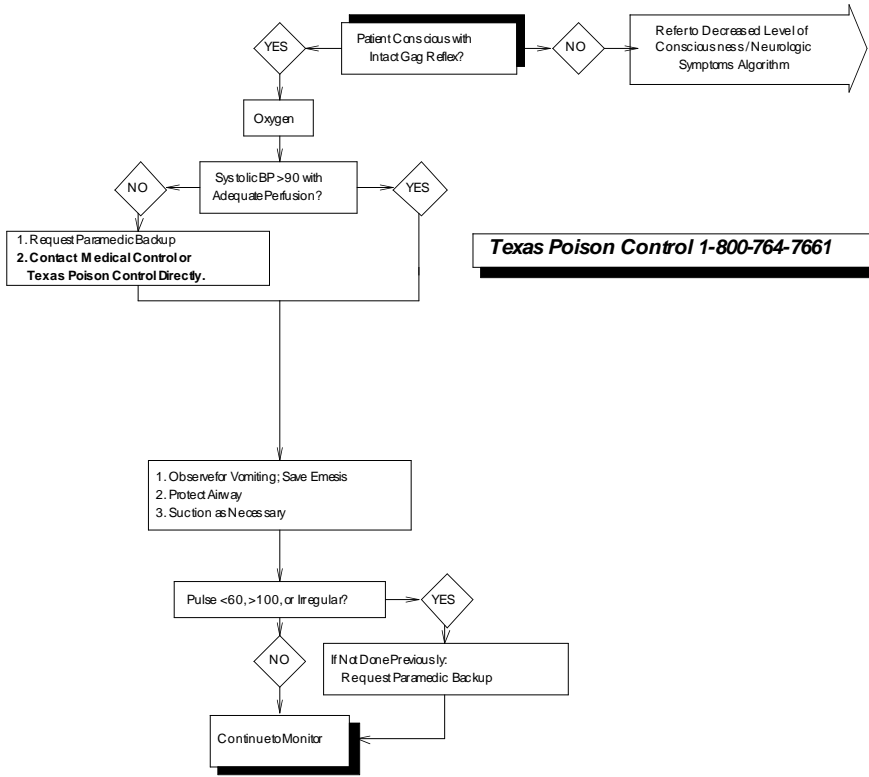 Patient Conscious with
Intact Gag Reflex?
YES
NO
Refer to Decreased Level of
Consciousness / Neurologic
Symptoms Algorithm
Oxygen
Systolic BP >90 with
Adequate Perfusion?
NO
YES
1. Request Paramedic Backup
2. Contact Medical Control or
Texas Poison Control Directly.
Texas Poison Control 1-800-764-7661
1. Observe for Vomiting; Save Emesis
2. Protect Airway
3. Suction as Necessary
Pulse <60, >100, or Irregular?
YES
NO
If Not Done Previously:
Request Paramedic Backup
Continue to Monitor